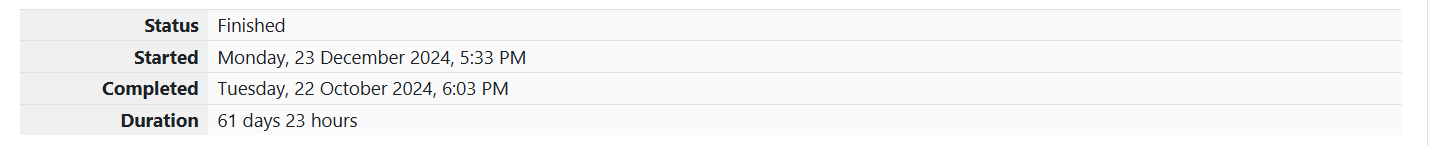 Status Finished
Started Monday, 23 December 2024, 5:33 PM
Completed Tuesday, 22 October 2024, 6:03 PM
Duration 61 days 23 hours